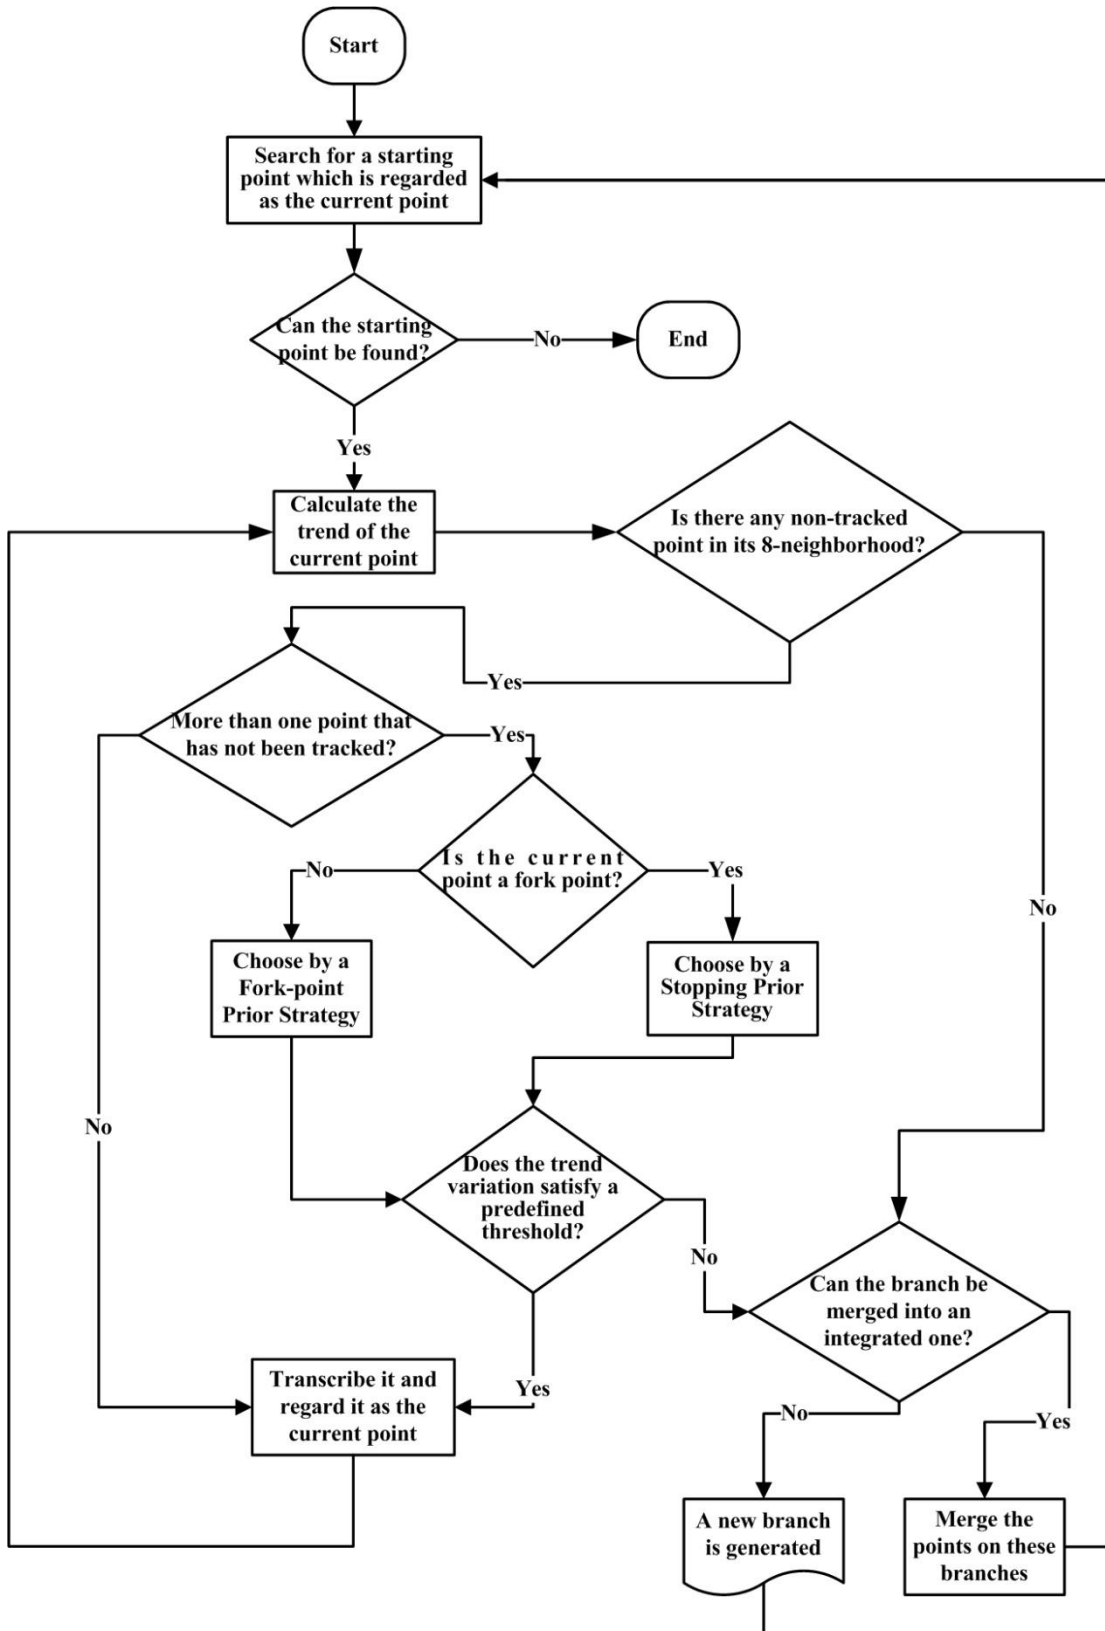 Start
Search for a starting
point which is regarded
as the current point
Can the starting
point be found?
No
End
Yes
Calculate the
trend of the
current point
Is there any non-tracked
point in its 8-neighborhood?
Yes
More than one point that
has not been tracked?
Yes
Is the current
point a fork point?
No
Yes
No
Choose by a
Fork-point
Prior Strategy
Choose by a
Stopping Prior
Strategy
No
Does the trend
variation satisfy a
predefined
threshold?
No
Can the branch be
merged into an
integrated one?
Transcribe it and
regard it as the
current point
Yes
No
Yes
A new branch
is generated
Merge the
points on these
branches